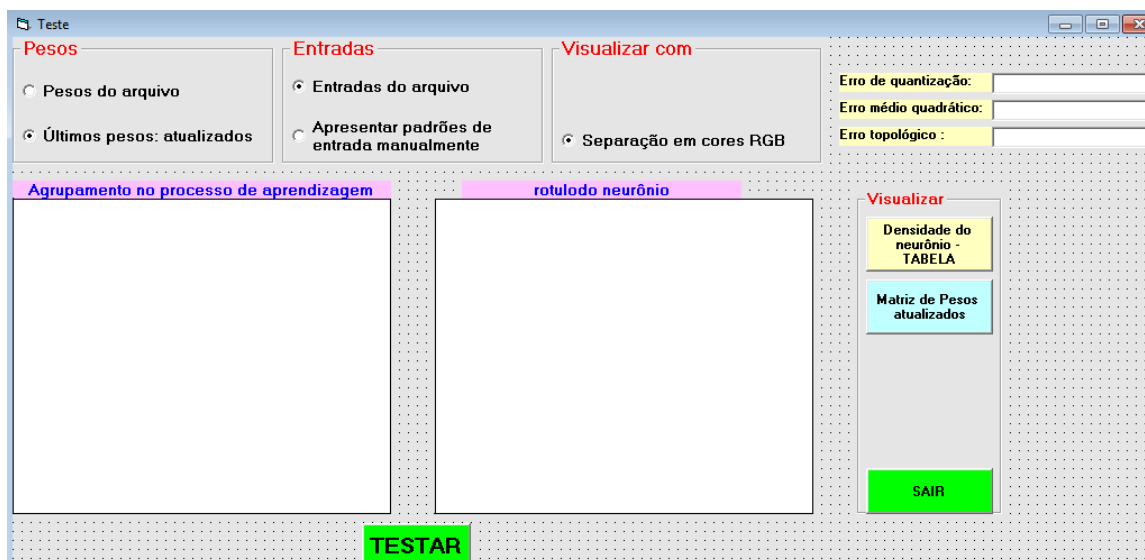 Teste
Pesos
Pesos do arquivo
Últimos pesos: atualizados
Entradas
Entradas do arquivo
Apresentar padrões de
entrada manualmente
Visualizar com
Separação em cores RGB
Erro de quantização:
Erro médio quadrático:
Erro topológico :
Agrupamento no processo de aprendizagem
rotulodo neurônio
Visualizar
Densidade do
neurônio -
TABELA
Matriz de Pesos
atualizados
SAIR
TESTAR